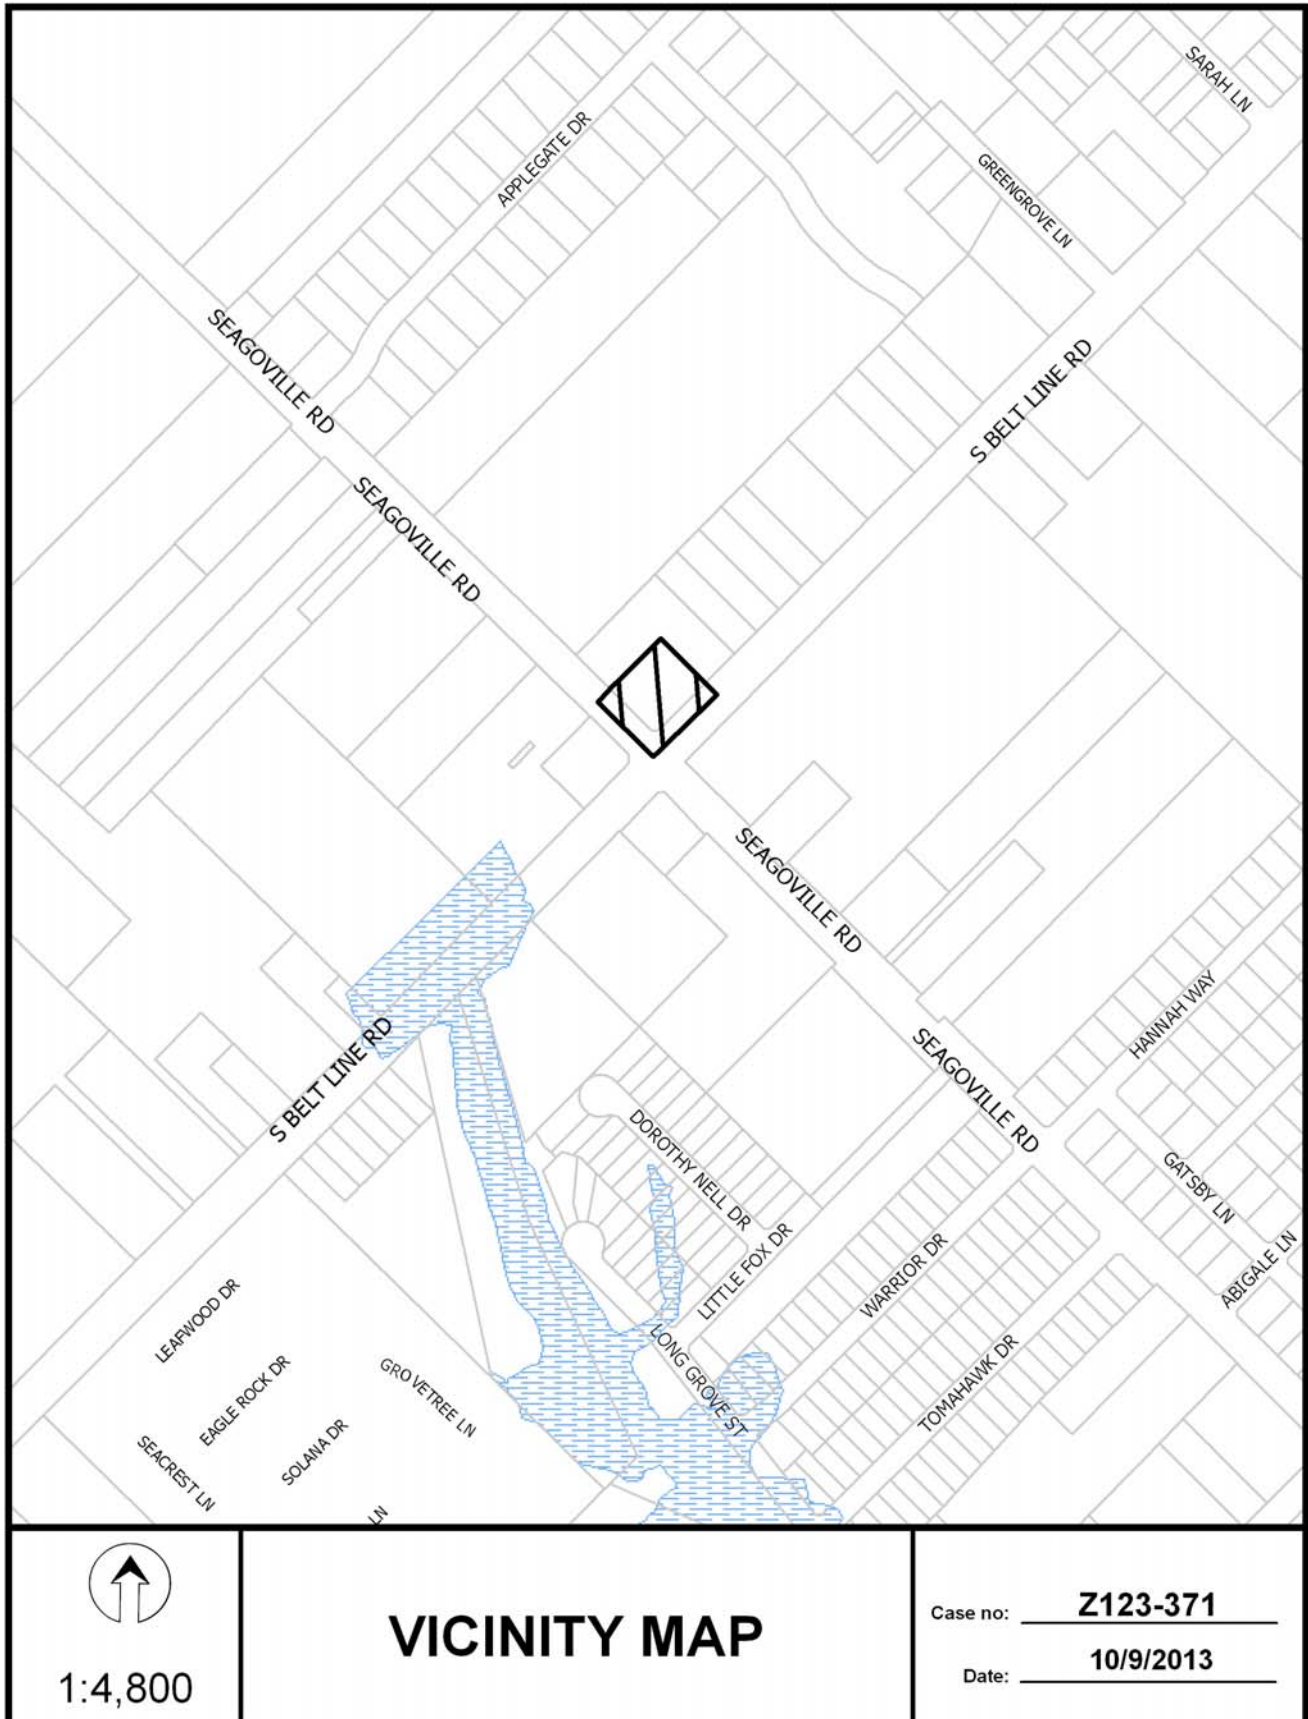 SARAH LN
APPLEGATE DR
GREENGROVE LN
SEAGOVILLE RD
S BELT LINE RD
SEAGOVILLE RD
SEAGOVILLE RD
HANNAH WAY
S BELT LINE RD
SEAGOVILLE RD
DOROTHY NELL DR
GATSBY LN
LITTLE FOX DR
WARRIOR DR
ABIGALE LN
LEAFWOOD DR
LONG GROVE ST
TOMAHAWK DR
EAGLE ROCK DR
GROVETREE LN
SOLANA DR
SEACREST LN
LN
1:4,800
VICINITY MAP
Case no: Z123-371
Date: 10/9/2013